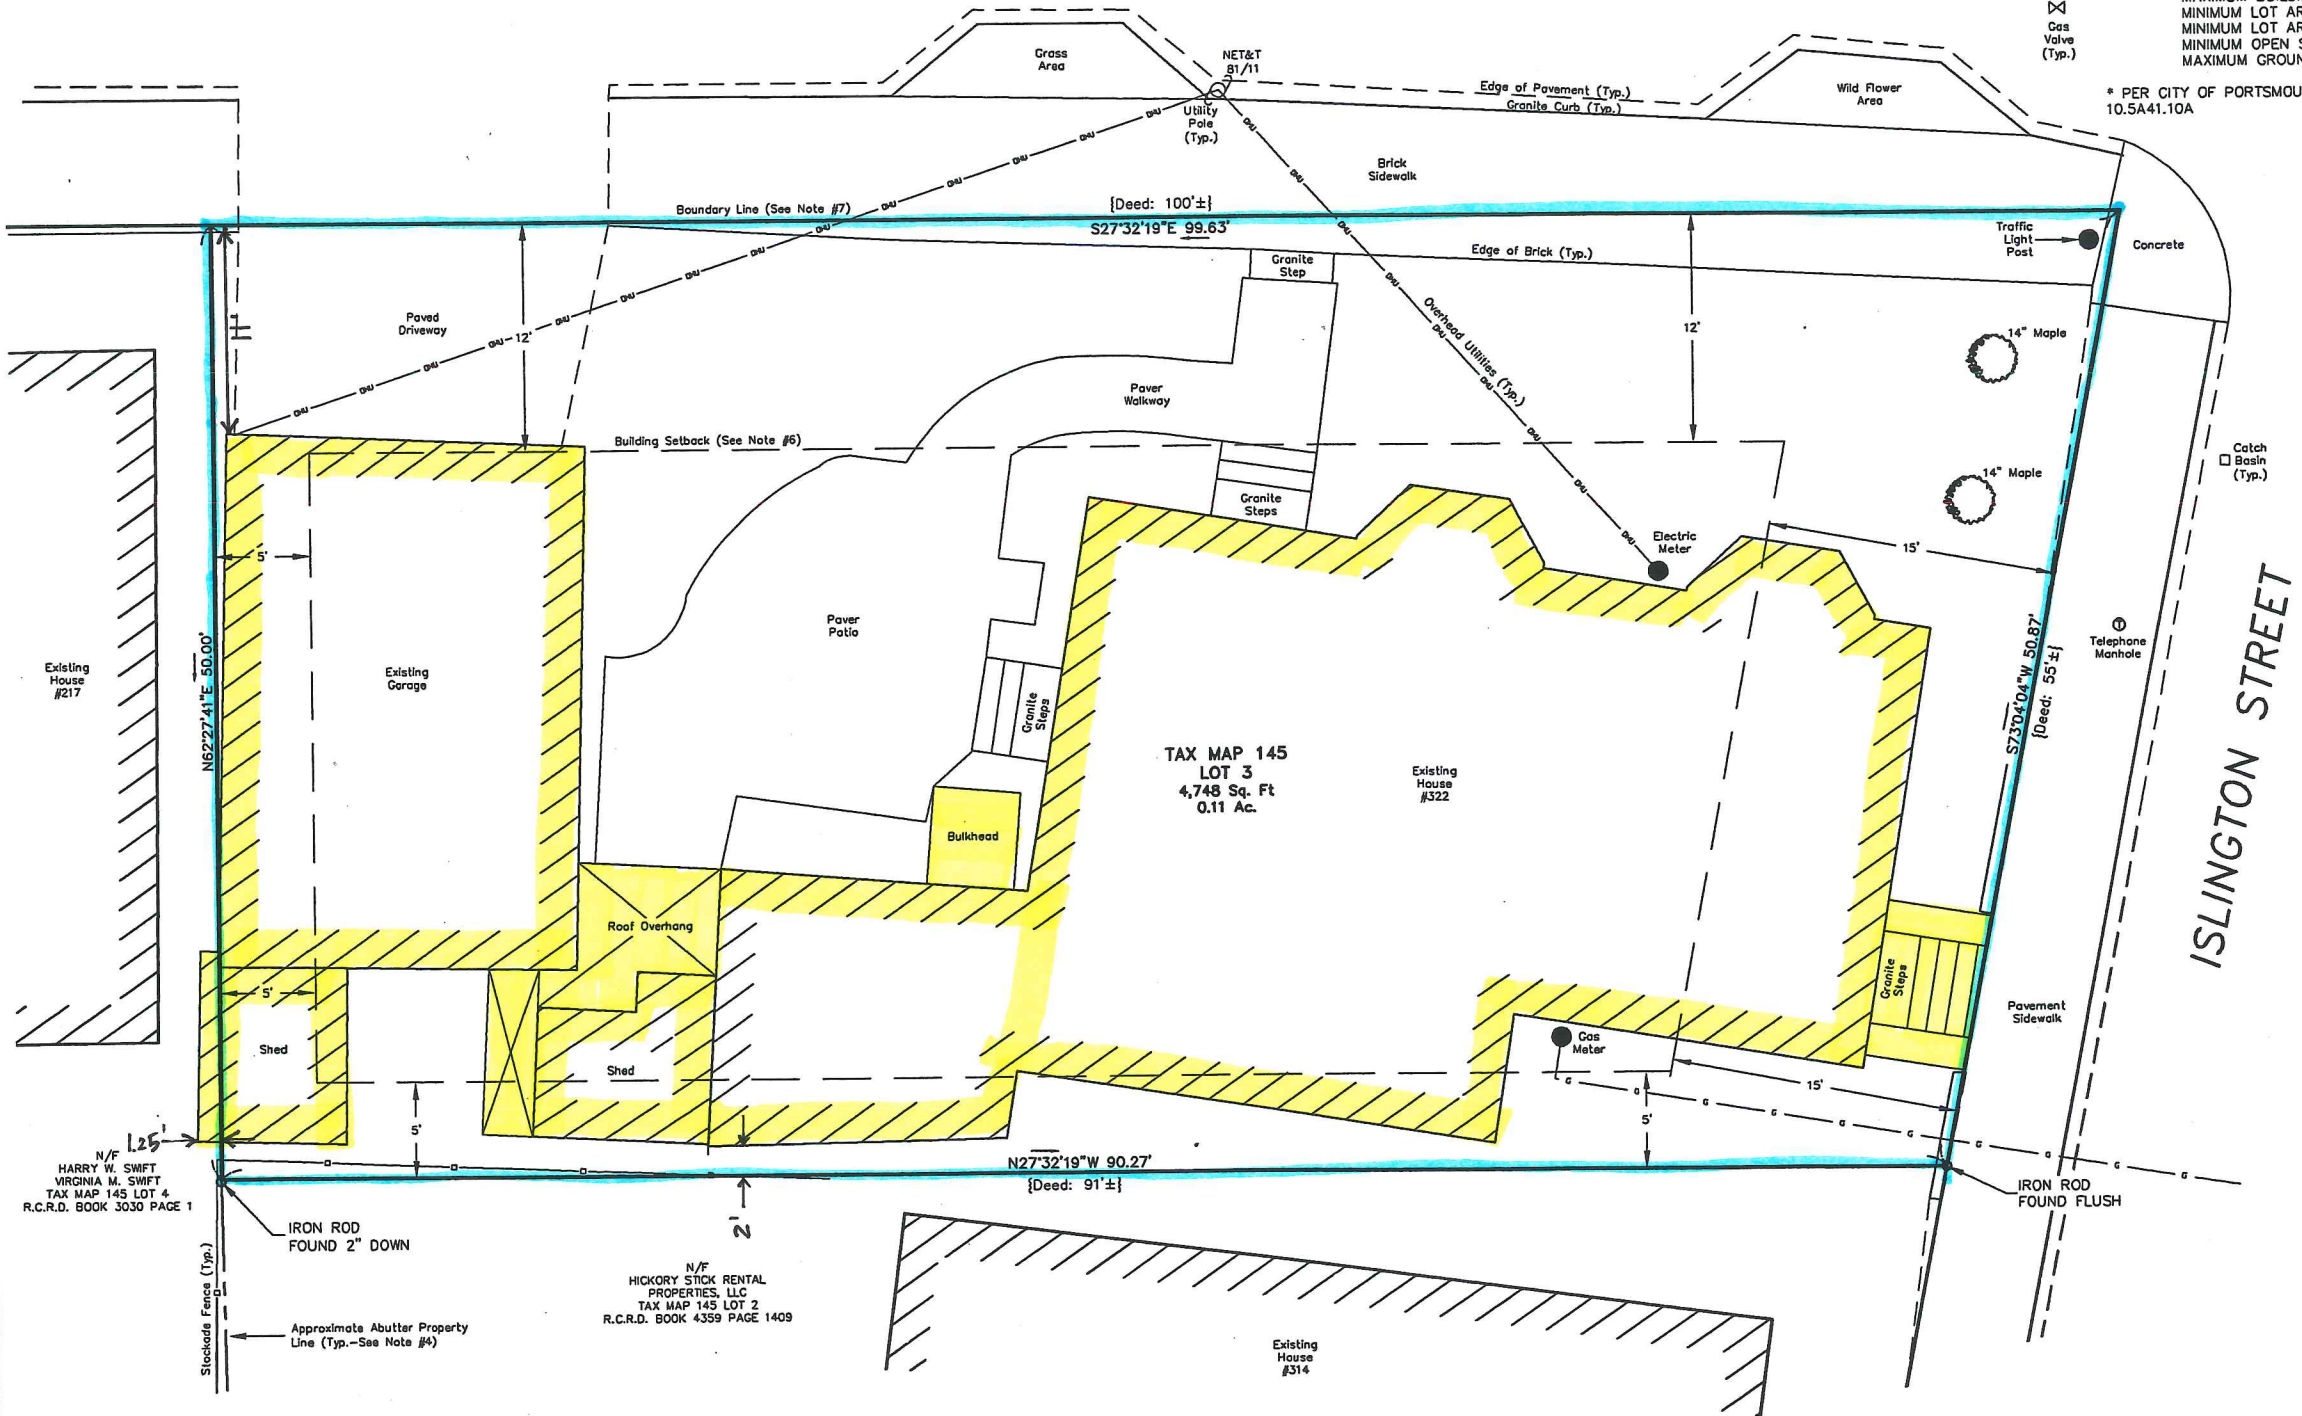 Gas
Valve
(Typ.)
MINIMUM LOT AR
MINIMUM LOT AR
MINIMUM OPEN S
MAXIMUM GROUN
* PER CITY OF PORTSMOU
10.5A41.10A
Grass
Area
NET&T
81/11
Utility
Pole
(Typ.)
Edge of Pavement (Typ.)
Granite Curb (Typ.)
Wild Flower
Area
Brick
Sidewalk
Boundary Line (See Note #7)
{Deed: 100'±}
S27°32'19"E 99.63'
Traffic
Light
Post
Concrete
Granite
Step
Edge of Brick (Typ.)
Paved
Driveway
12'
Overhead Utilities (Typ.)
12'
14" Maple
Paver
Walkway
Building Setback (See Note #6)
14" Maple
Catch
Basin
(Typ.)
Granite
Steps
Electric
Meter
5'
15'
Existing
House
#217
N62°27'41"E 50.00'
Existing
Garage
Paver
Patio
Granite
Steps
TAX MAP 145
LOT 3
4,748 Sq. Ft
0.11 Ac.
Existing
House
#322
S73°04'04"W 50.87'
{Deed: 55'±}
Telephone
Manhole
ISLINGTON STREET
Bulkhead
Roof Overhang
Granite
Steps
Pavement
Sidewalk
5'
Shed
Shed
Gas
Meter
15'
5'
5'
1.25'
N/F
HARRY W. SWIFT
VIRGINIA M. SWIFT
TAX MAP 145 LOT 4
R.C.R.D. BOOK 3030 PAGE 1
N27°32'19"W 90.27'
{Deed: 91'±}
2'
IRON ROD
FOUND FLUSH
IRON ROD
FOUND 2" DOWN
N/F
HICKORY STICK RENTAL
PROPERTIES, LLC
TAX MAP 145 LOT 2
R.C.R.D. BOOK 4359 PAGE 1409
Stockade Fence (Typ.)
Approximate Abutter Property
Line (Typ.-See Note #4)
Existing
House
#314